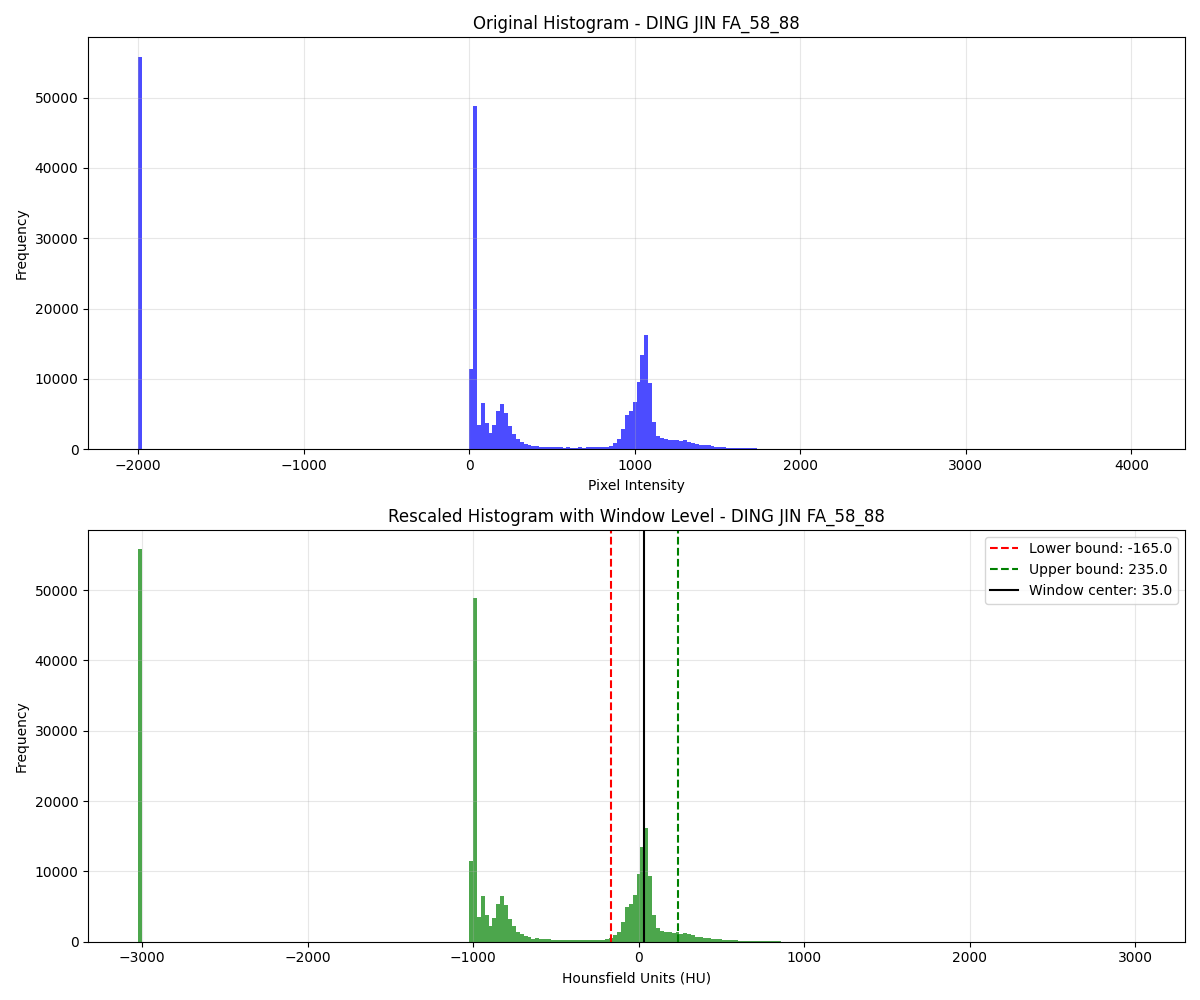 Original Histogram - DING JIN FA_58_88
Frequency
50000
40000
30000
20000
10000
0
−2000
−1000
0
1000
2000
3000
4000
Pixel Intensity
Rescaled Histogram with Window Level - DING JIN FA_58_88
Lower bound: -165.0
Upper bound: 235.0
Window center: 35.0
Frequency
50000
40000
30000
20000
10000
0
−3000
−2000
−1000
0
1000
2000
3000
Hounsfield Units (HU)